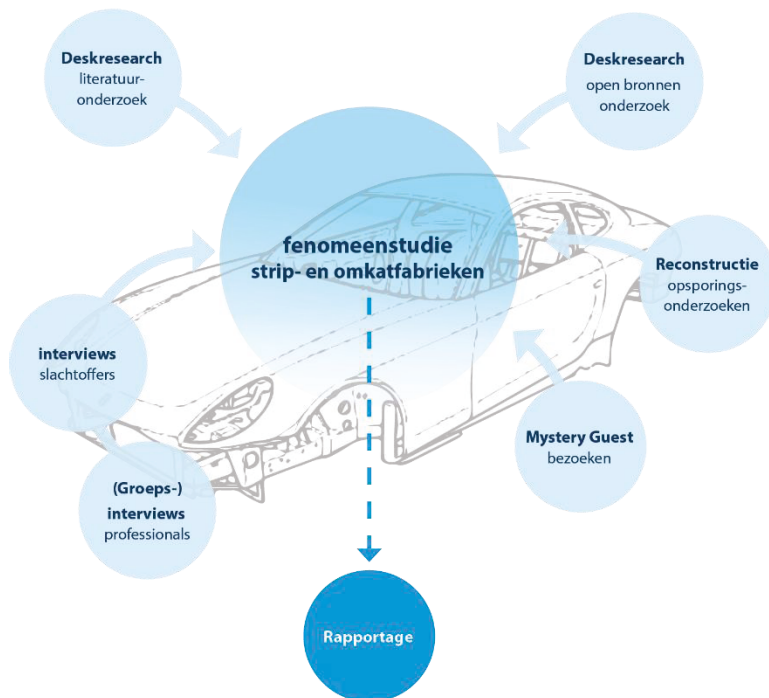 Deskresearch
literatuur-
onderzoek
Deskresearch
open bronnen
onderzoek
fenomeenstudie
strip- en omkatfabrieken
Reconstructie
opsporings-
onderzoeken
interviews
slachtoffers
Mystery Guest
bezoeken
(Groeps-)
interviews
professionals
Rapportage